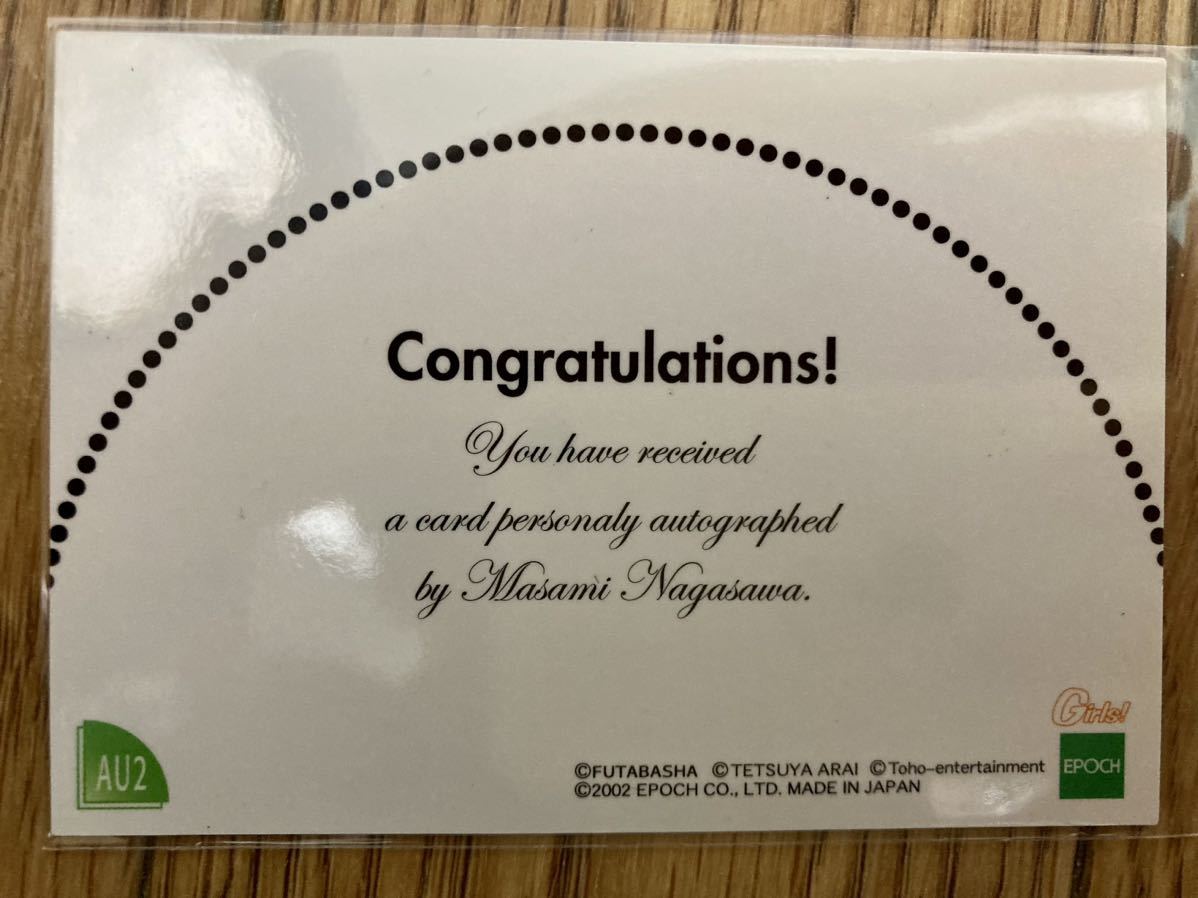 Congratulations!
You have received
a card personaly autographed
by Masami Nagasawa.
Girls!
AU2
©FUTABASHA ©TETSUYA ARAI ©Toho-entertainment
©2002 EPOCH CO., LTD. MADE IN JAPAN
EPOCH